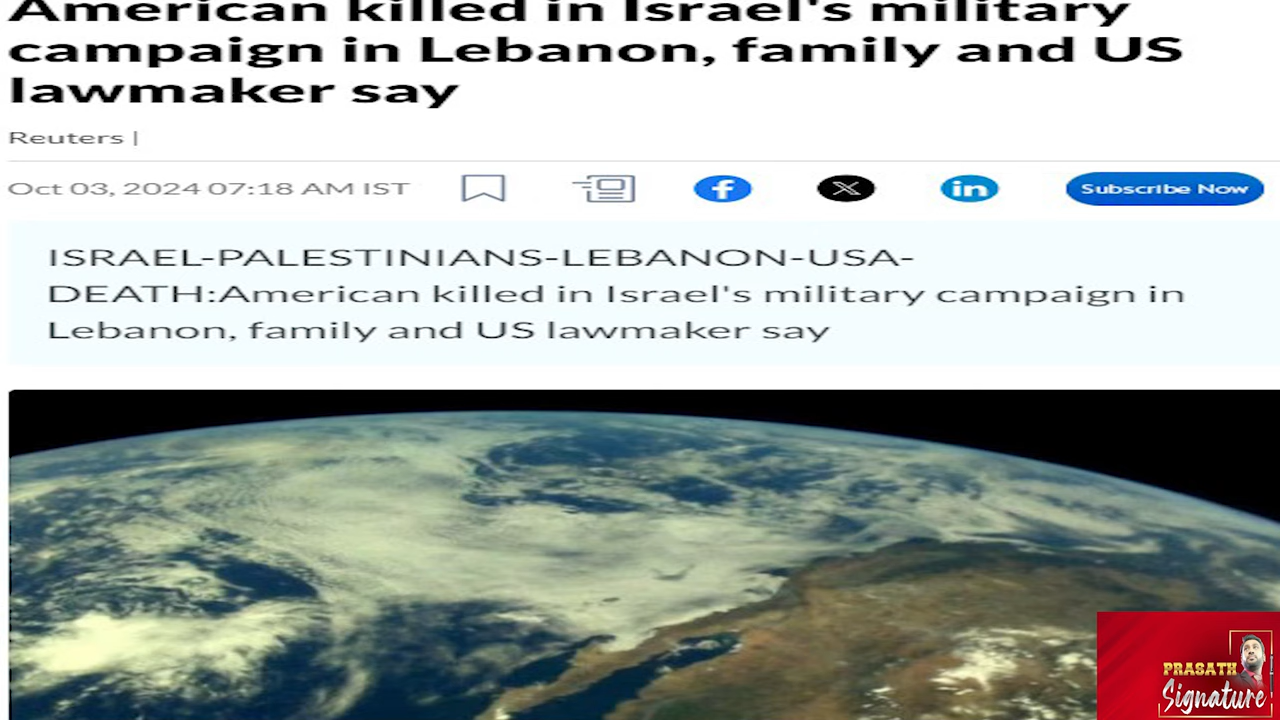 American killed in Israel's military
campaign in Lebanon, family and US
lawmaker say
Reuters |
Oct 03, 2024 07:18 AM IST
Subscribe Now
ISRAEL-PALESTINIANS-LEBANON-USA-
DEATH:American killed in Israel's military campaign in
Lebanon, family and US lawmaker say
PRASATH
Signature